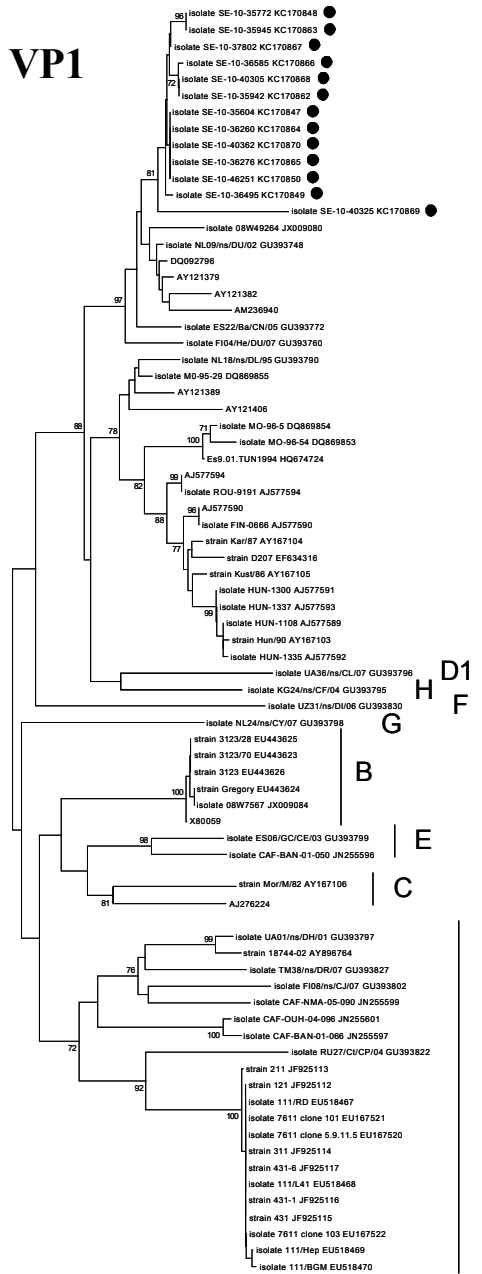 VP1
96
isolate SE-10-35772 KC170848
isolate SE-10-35945 KC170863
isolate SE-10-37802 KC170867
isolate SE-10-36585 KC170866
72
isolate SE-10-40305 KC170868
isolate SE-10-35942 KC170862
isolate SE-10-35604 KC170847
isolate SE-10-36260 KC170864
isolate SE-10-40362 KC170870
isolate SE-10-36276 KC170865
81
isolate SE-10-46251 KC170850
isolate SE-10-36495 KC170849
isolate SE-10-40325 KC170869
isolate 08W49264 JX009080
isolate NL09/ns/DU/02 GU393748
DQ092796
AY121379
AY121382
97
AM236940
isolate ES22/Ba/CN/05 GU393772
isolate FI04/He/DU/07 GU393760
isolate NL18/ns/DL/95 GU393790
isolate M0-95-29 DQ869855
AY121389
AY121406
88
78
71
isolate MO-96-5 DQ869854
100
isolate MO-96-54 DQ869853
Es9.01.TUN1994 HQ674724
82
99
AJ577594
isolate ROU-9191 AJ577594
88
96
AJ577590
isolate FIN-0666 AJ577590
strain Kar/87 AY167104
77
strain D207 EF634316
strain Kust/86 AY167105
isolate HUN-1300 AJ577591
99
isolate HUN-1337 AJ577593
isolate HUN-1108 AJ577589
strain Hun/90 AY167103
isolate HUN-1335 AJ577592
isolate UA36/ns/CL/07 GU393796
D1
isolate KG24/ns/CF/04 GU393795
H
isolate UZ31/ns/DI/06 GU393830
F
isolate NL24/ns/CY/07 GU393798
G
strain 3123/28 EU443625
strain 3123/70 EU443623
strain 3123 EU443626
B
100
strain Gregory EU443624
isolate 08W7567 JX009084
X80059
98
isolate ES06/GC/CE/03 GU393799
E
isolate CAF-BAN-01-050 JN255596
strain Mor/M/82 AY167106
C
81
AJ276224
99
isolate UA01/ns/DH/01 GU393797
strain 18744-02 AY896764
76
isolate TM38/ns/DR/07 GU393827
isolate FI08/ns/CJ/07 GU393802
isolate CAF-NMA-05-090 JN255599
isolate CAF-OUH-04-096 JN255601
100
isolate CAF-BAN-01-066 JN255597
72
isolate RU27/Cl/CP/04 GU393822
92
strain 211 JF925113
strain 121 JF925112
isolate 111/RD EU518467
100
isolate 7611 clone 101 EU167521
isolate 7611 clone 5.9.11.5 EU167520
strain 311 JF925114
strain 431-6 JF925117
isolate 111/L41 EU518468
strain 431-1 JF925116
strain 431 JF925115
isolate 7611 clone 103 EU167522
isolate 111/Hep EU518469
isolate 111/BGM EU518470